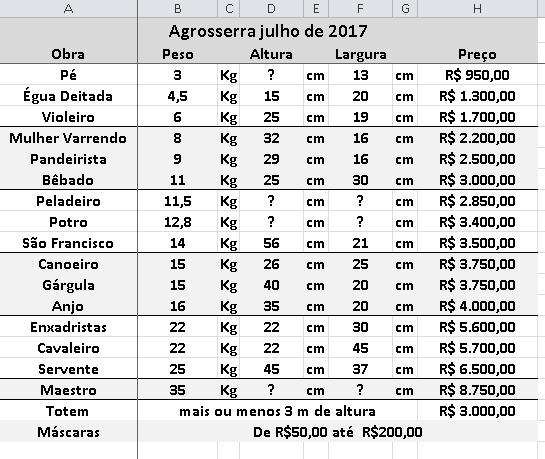 A B C D E F G H
Agrosserra julho de 2017
Obra Peso Altura Largura Preço
Pé 3 Kg ? cm 13 cm R$ 950,00
Égua Deitada 4,5 Kg 15 cm 20 cm R$ 1.300,00
Violeiro 6 Kg 25 cm 19 cm R$ 1.700,00
Mulher Varrendo 8 Kg 32 cm 16 cm R$ 2.200,00
Pandeirista 9 Kg 29 cm 16 cm R$ 2.500,00
Bêbado 11 Kg 25 cm 30 cm R$ 3.000,00
Peladeiro 11,5 Kg ? cm ? cm R$ 2.850,00
Potro 12,8 Kg ? cm ? cm R$ 3.400,00
São Francisco 14 Kg 56 cm 21 cm R$ 3.500,00
Canoeiro 15 Kg 26 cm 25 cm R$ 3.750,00
Gárgula 15 Kg 40 cm 20 cm R$ 3.750,00
Anjo 16 Kg 35 cm 20 cm R$ 4.000,00
Enxadristas 22 Kg 22 cm 30 cm R$ 5.600,00
Cavaleiro 22 Kg 22 cm 45 cm R$ 5.700,00
Servente 25 Kg 45 cm 37 cm R$ 6.500,00
Maestro 35 Kg ? cm ? cm R$ 8.750,00
Totem mais ou menos 3 m de altura R$ 3.000,00
Máscaras De R$50,00 até R$200,00